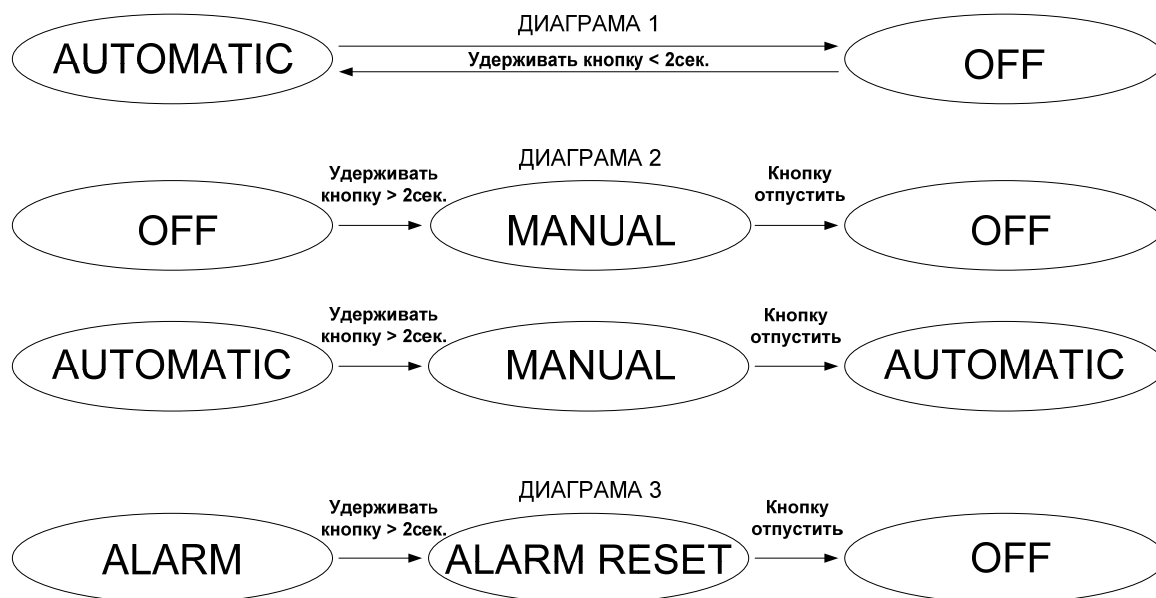 ДИАГРАМА 1
AUTOMATIC
Удерживать кнопку < 2сек.
OFF
ДИАГРАМА 2
OFF
Удерживать
кнопку > 2сек.
MANUAL
Кнопку
отпустить
OFF
AUTOMATIC
Удерживать
кнопку > 2сек.
MANUAL
Кнопку
отпустить
AUTOMATIC
ДИАГРАМА 3
ALARM
Удерживать
кнопку > 2сек.
ALARM RESET
Кнопку
отпустить
OFF